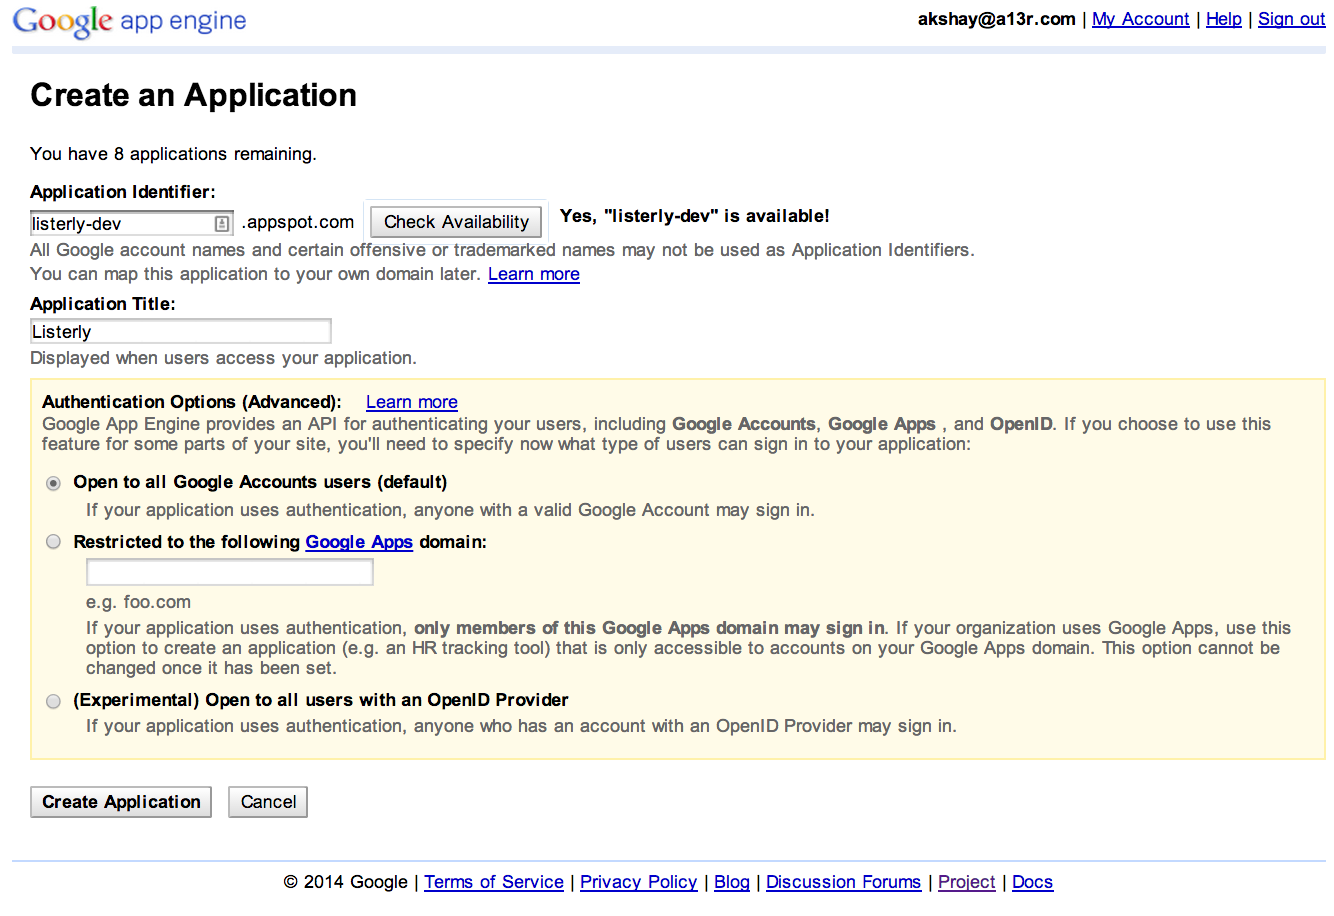 Google app engine
akshay@a13r.com | My Account | Help | Sign out
Create an Application
You have 8 applications remaining.
Application Identifier:
listerly-dev .appspot.com Check Availability Yes, "listerly-dev" is available!
All Google account names and certain offensive or trademarked names may not be used as Application Identifiers.
You can map this application to your own domain later. Learn more
Application Title:
Listerly
Displayed when users access your application.
Authentication Options (Advanced): Learn more
Google App Engine provides an API for authenticating your users, including Google Accounts, Google Apps , and OpenID. If you choose to use this
feature for some parts of your site, you'll need to specify now what type of users can sign in to your application:
Open to all Google Accounts users (default)
If your application uses authentication, anyone with a valid Google Account may sign in.
Restricted to the following Google Apps domain:
e.g. foo.com
If your application uses authentication, only members of this Google Apps domain may sign in. If your organization uses Google Apps, use this
option to create an application (e.g. an HR tracking tool) that is only accessible to accounts on your Google Apps domain. This option cannot be
changed once it has been set.
(Experimental) Open to all users with an OpenID Provider
If your application uses authentication, anyone who has an account with an OpenID Provider may sign in.
Create Application Cancel
© 2014 Google | Terms of Service | Privacy Policy | Blog | Discussion Forums | Project | Docs